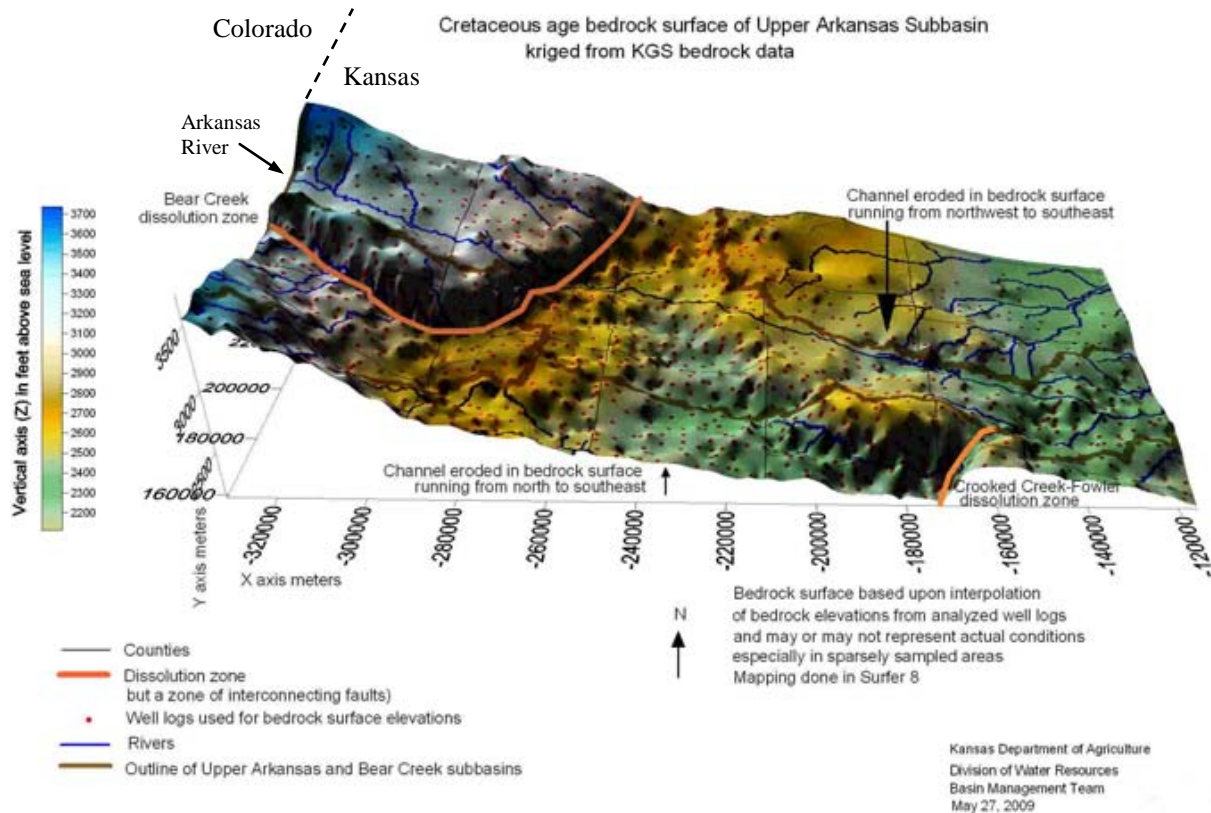 Colorado
Kansas
Cretaceous age bedrock surface of Upper Arkansas Subbasin
kriged from KGS bedrock data
Arkansas
River
Bear Creek
dissolution zone
Channel eroded in bedrock surface
running from northwest to southeast
Vertical axis (Z) In feet above sea level
3700
3600
3500
3400
3300
3200
3100
3000
2900
2800
2700
2600
2500
2400
2300
2200
3500
200000
180000
160000
Y axis meters
X axis meters
Channel eroded in bedrock surface
running from north to southeast
Crooked Creek-Fowler
dissolution zone
-320000
-300000
-280000
-260000
-240000
-220000
-200000
-180000
-160000
-140000
-120000
N
Bedrock surface based upon interpolation
of bedrock elevations from analyzed well logs
and may or may not represent actual conditions
especially in sparsely sampled areas
Mapping done in Surfer 8
Counties
Dissolution zone
but a zone of interconnecting faults)
Well logs used for bedrock surface elevations
Rivers
Outline of Upper Arkansas and Bear Creek subbasins
Kansas Department of Agriculture
Division of Water Resources
Basin Management Team
May 27, 2009